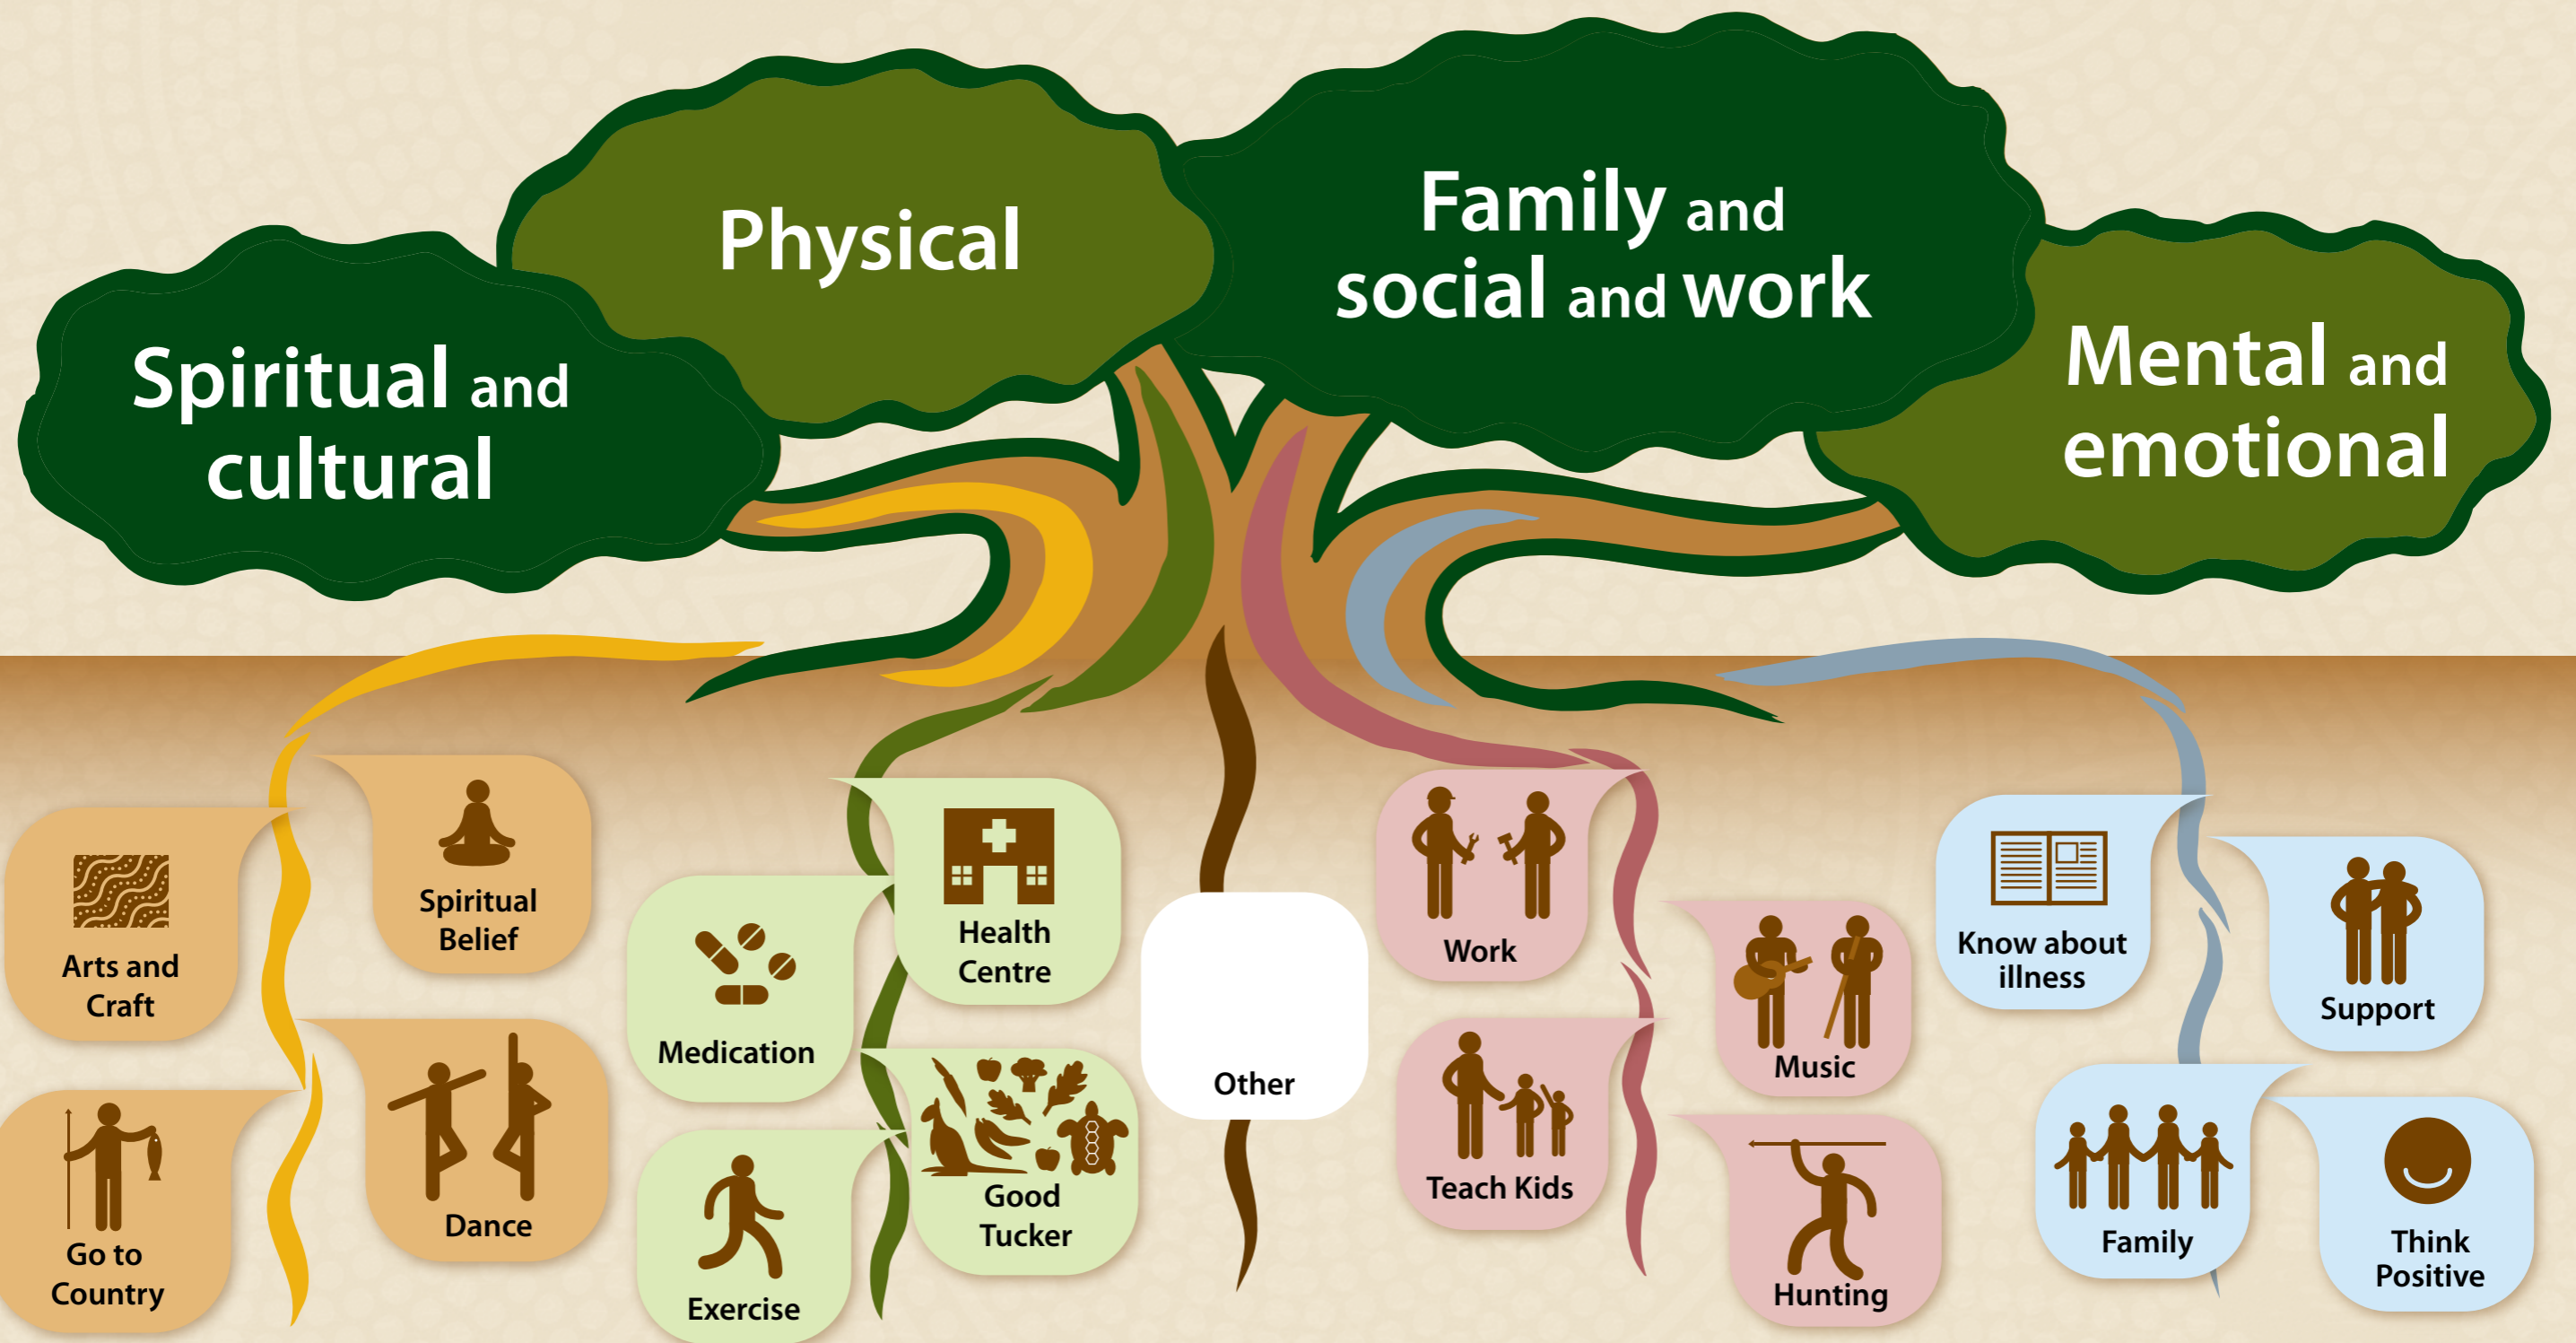 Spiritual and
cultural
Physical
Family and
social and work
Mental and
emotional
Arts and
Craft
Spiritual
Belief
Go to
Country
Dance
Medication
Health
Centre
Exercise
Good
Tucker
Other
Work
Music
Teach Kids
Hunting
Know about
illness
Support
Family
Think
Positive